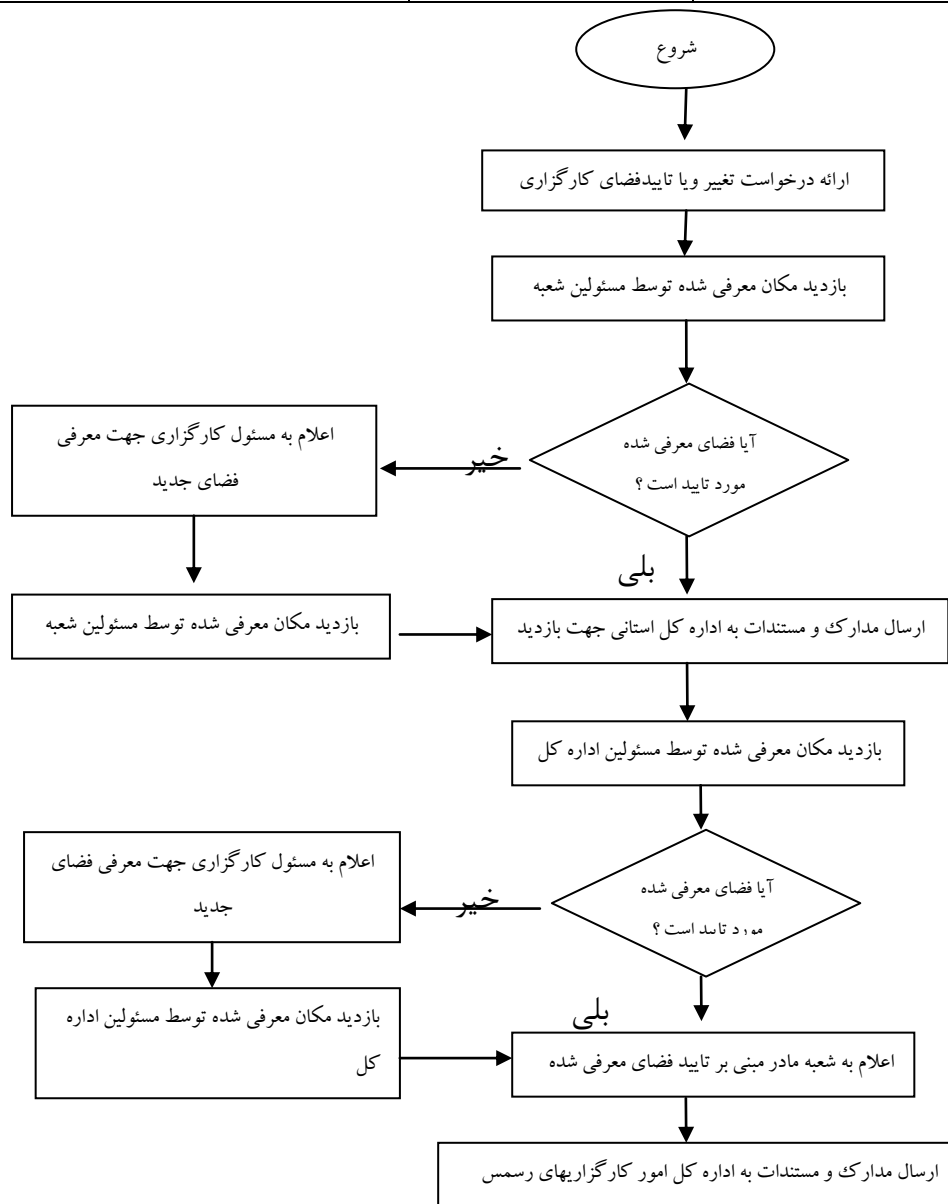 شروع
ارائه درخواست تغییر ویا تاییدفضای کارگزاری
بازدید مکان معرفی شده توسط مسئولین شعبه
آیا فضای معرفی شده
مورد تایید است ؟
خیر
اعلام به مسئول کارگزاری جهت معرفی
فضای جدید
بازدید مکان معرفی شده توسط مسئولین شعبه
بلی
ارسال مدارک و مستندات به اداره کل استانی جهت بازدید
بازدید مکان معرفی شده توسط مسئولین اداره کل
آیا فضای معرفی شده
مورد تایید است ؟
خیر
اعلام به مسئول کارگزاری جهت معرفی فضای
جدید
بازدید مکان معرفی شده توسط مسئولین اداره
کل
بلی
اعلام به شعبه مادر مبنی بر تایید فضای معرفی شده
ارسال مدارک و مستندات به اداره کل امور کارگزاریهای رسمس